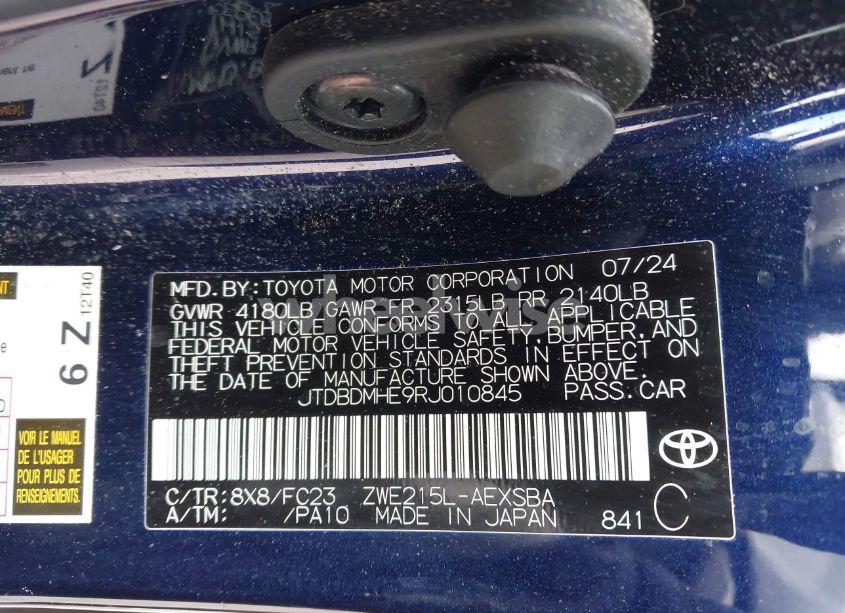 MFD.BY:TOYOTA MOTOR CORPORATION 07/24
GVWR 4180LB GAWR FR 2315LB RR 2140LB
THIS VEHICLE CONFORMS TO ALL APPLICABLE
FEDERAL MOTOR VEHICLE SAFETY,BUMPER,AND
THEFT PREVENTION STANDARDS IN EFFECT ON
THE DATE OF MANUFACTURE SHOWN ABOVE.
JTDBDMHE9RJ010845 PASS.CAR
C/TR:8X8/FC23 ZWE215L-AEXSBA
A/TM: /PA10 MADE IN JAPAN 841 C
6 Z 12T40
VOIR LE MANUEL
DE L'USAGER
POUR PLUS DE
RENSEIGNEMENTS
wheelwise